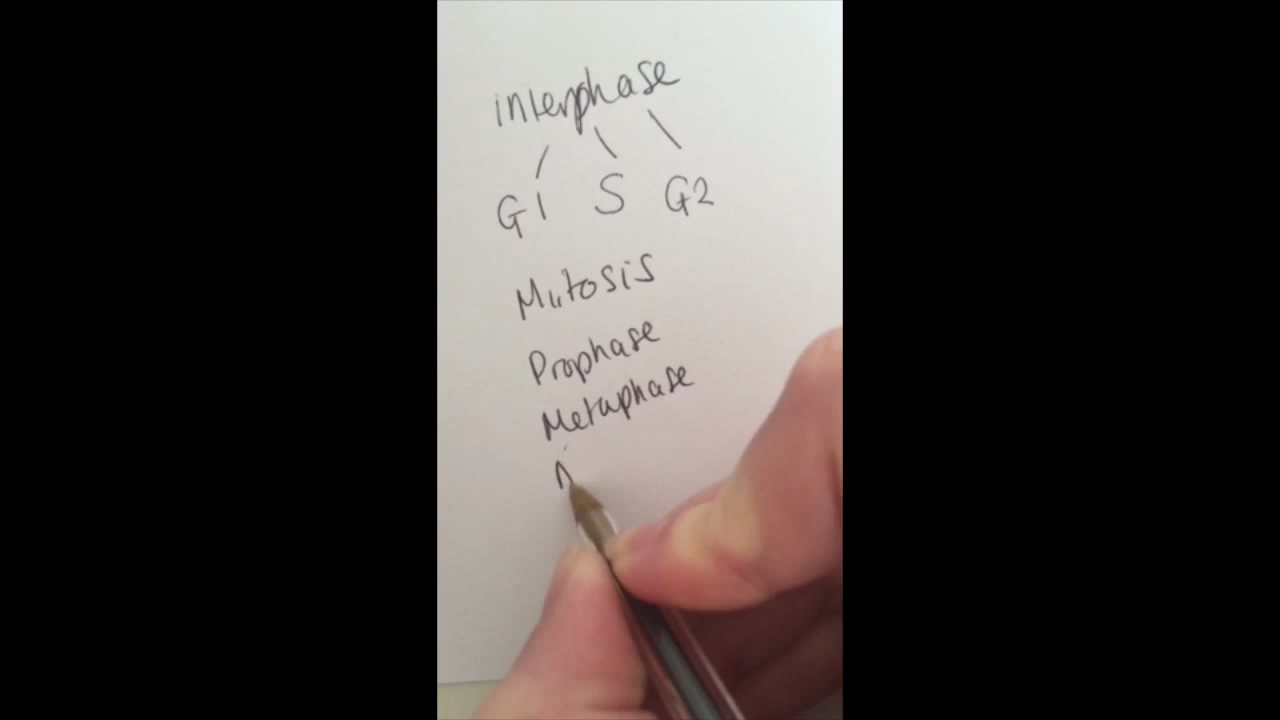 interphase
G1 S G2
Mitosis
Prophase
Metaphase